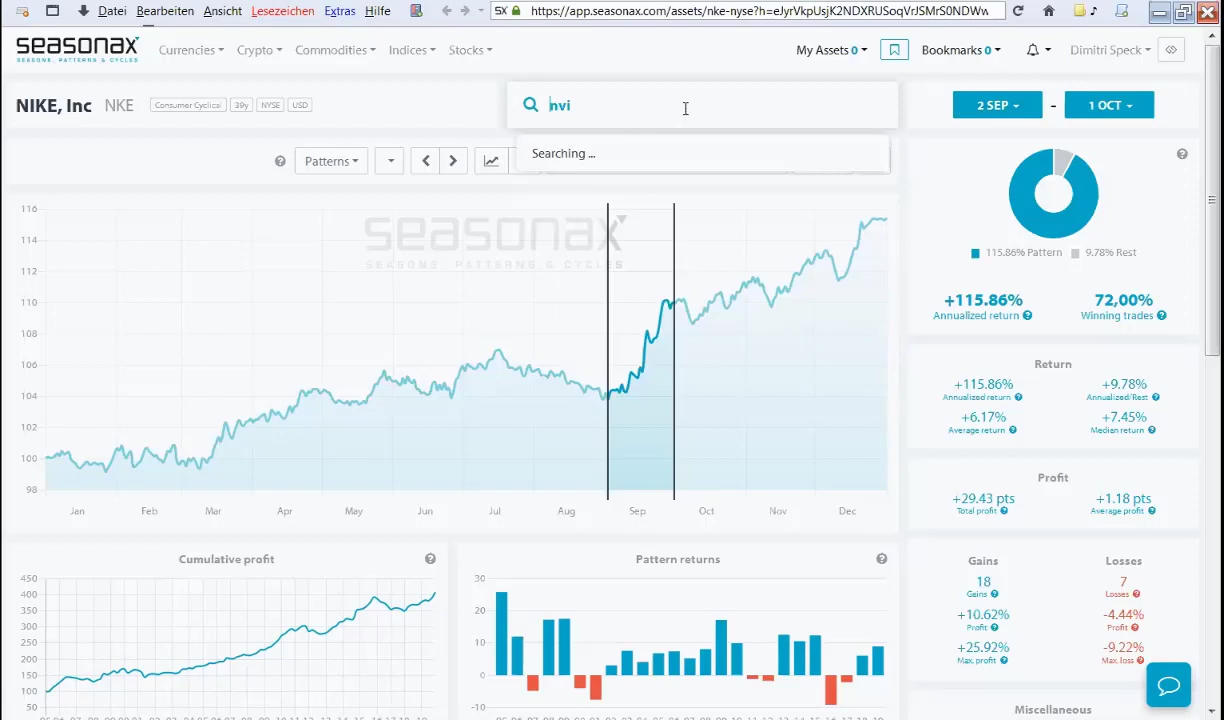 Datei Bearbeiten Ansicht Lesezeichen Extras Hilfe
https://app.seasonax.com/assets/nke-nyse?h=eJyrVkpUsjK2NDXRUSoqVrJSMrS0NDWw
seasonax
SEASONS, PATTERNS & CYCLES
Currencies Crypto Commodities Indices Stocks
My Assets 0 Bookmarks 0 Dimitri Speck
NIKE, Inc NKE Consumer Cyclical 39y NYSE USD
nvi
2 SEP - 1 OCT
Searching ...
Patterns
116
114
112
110
108
106
104
102
100
98
seasonax
SEASONS, PATTERNS & CYCLES
Jan Feb Mar Apr May Jun Jul Aug Sep Oct Nov Dec
115.86% Pattern 9.78% Rest
+115.86% 72,00%
Annualized return Winning trades
Return
+115.86% +9.78%
Annualized return Annualized/Rest
+6.17% +7.45%
Average return Median return
Profit
+29.43 pts +1.18 pts
Total profit Average profit
Gains Losses
18 7
Gains Losses
+10.62% -4.44%
Profit Profit
+25.92% -9.22%
Max. profit Max. loss
Miscellaneous
Cumulative profit
450
400
350
300
250
200
150
100
50
Pattern returns
30
20
10
0
-10